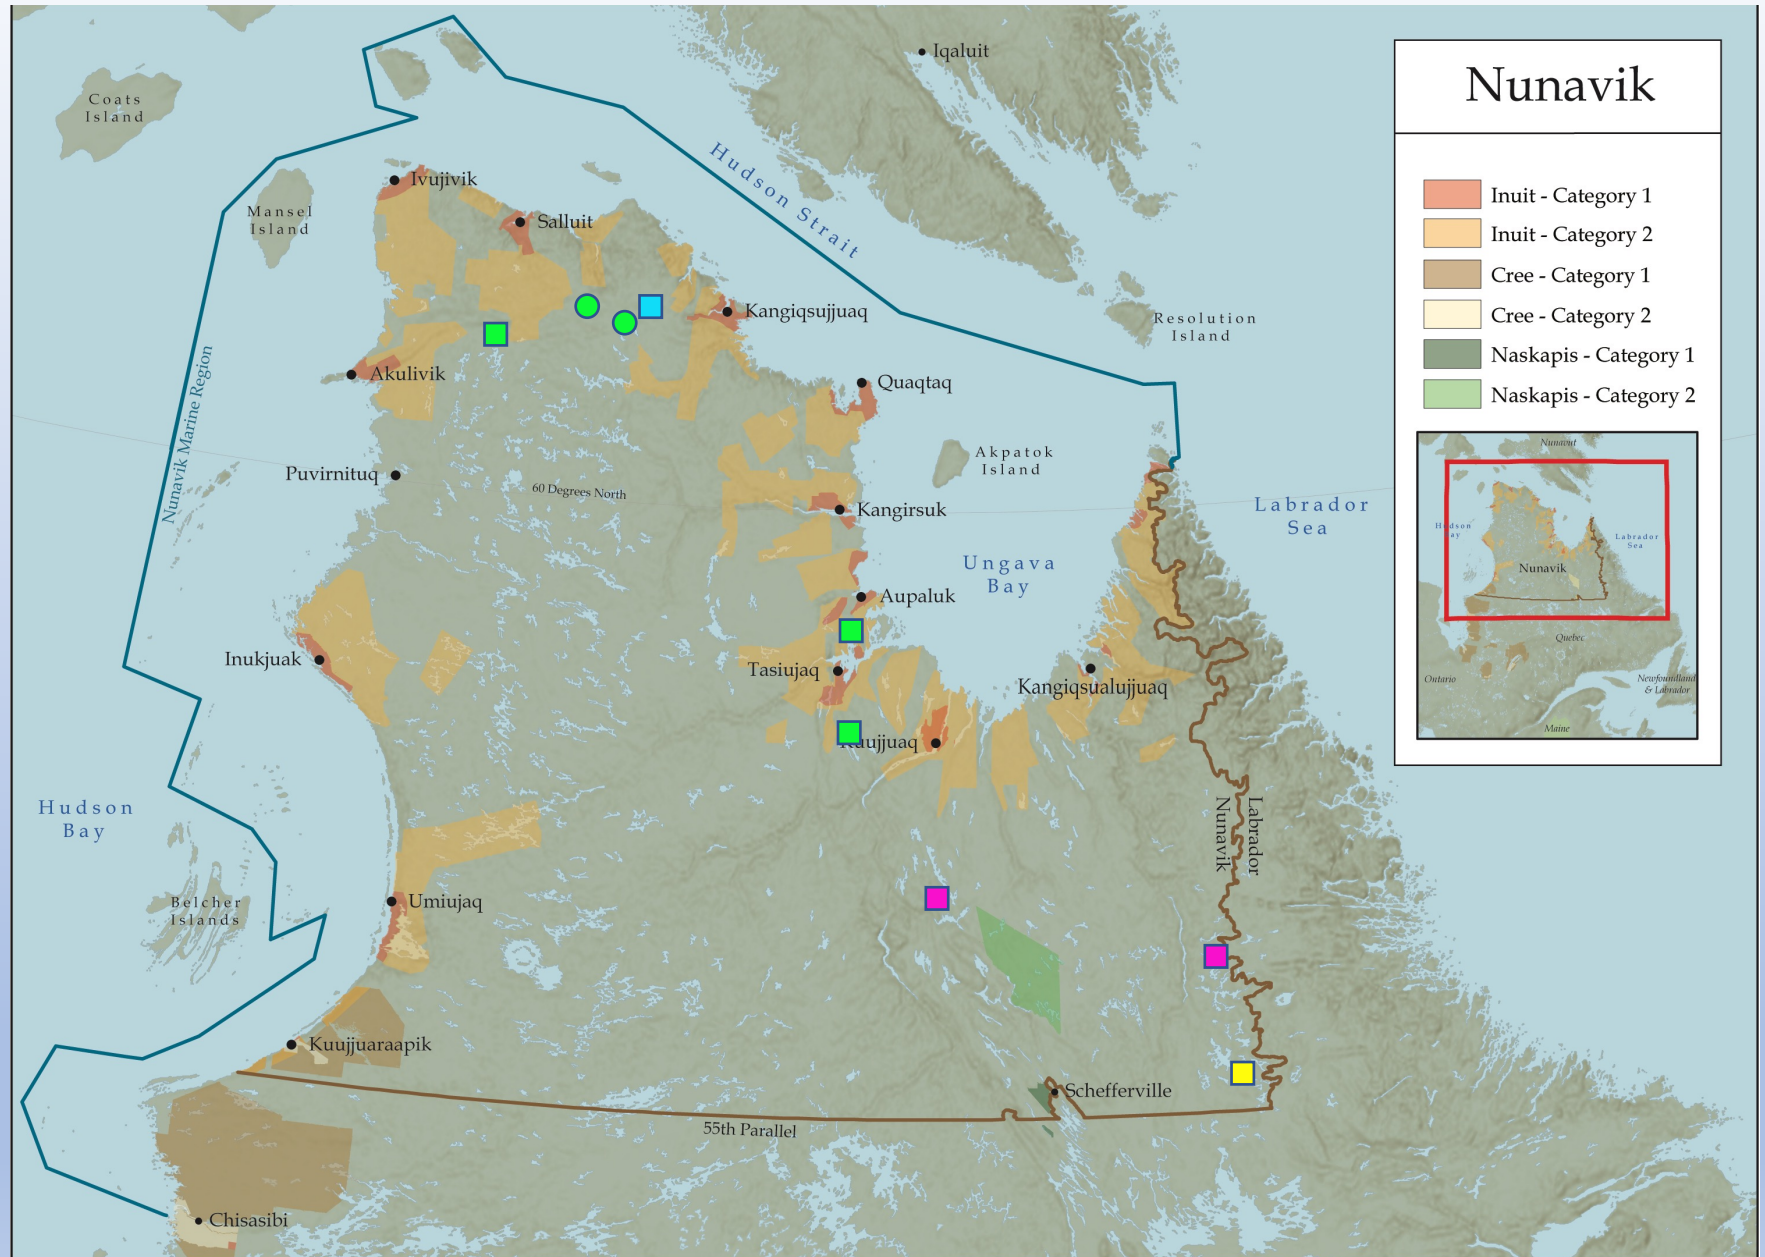 Iqaluit
Coats
Island
Hudson Strait
Ivujivik
Mansel
Island
Salluit
Kangiqsujjuaq
Resolution
Island
Akulivik
Quaqtaq
Nunavik Marine Region
Akpatok
Island
Puvirnituq
60 Degrees North
Kangirsuk
Labrador
Sea
Ungava
Bay
Aupaluk
Inukjuak
Tasiujaq
Kangiqsualujjuaq
Kuujjuaq
Hudson
Bay
Labrador
Nunavik
Umiujaq
Belcher
Islands
Kuujjuaraapik
Schefferville
55th Parallel
Chisasibi
Nunavik
Inuit - Category 1
Inuit - Category 2
Cree - Category 1
Cree - Category 2
Naskapis - Category 1
Naskapis - Category 2
Nunavut
Hudson
Bay
Labrador
Sea
Nunavik
Quebec
Ontario
Newfoundland
& Labrador
Maine